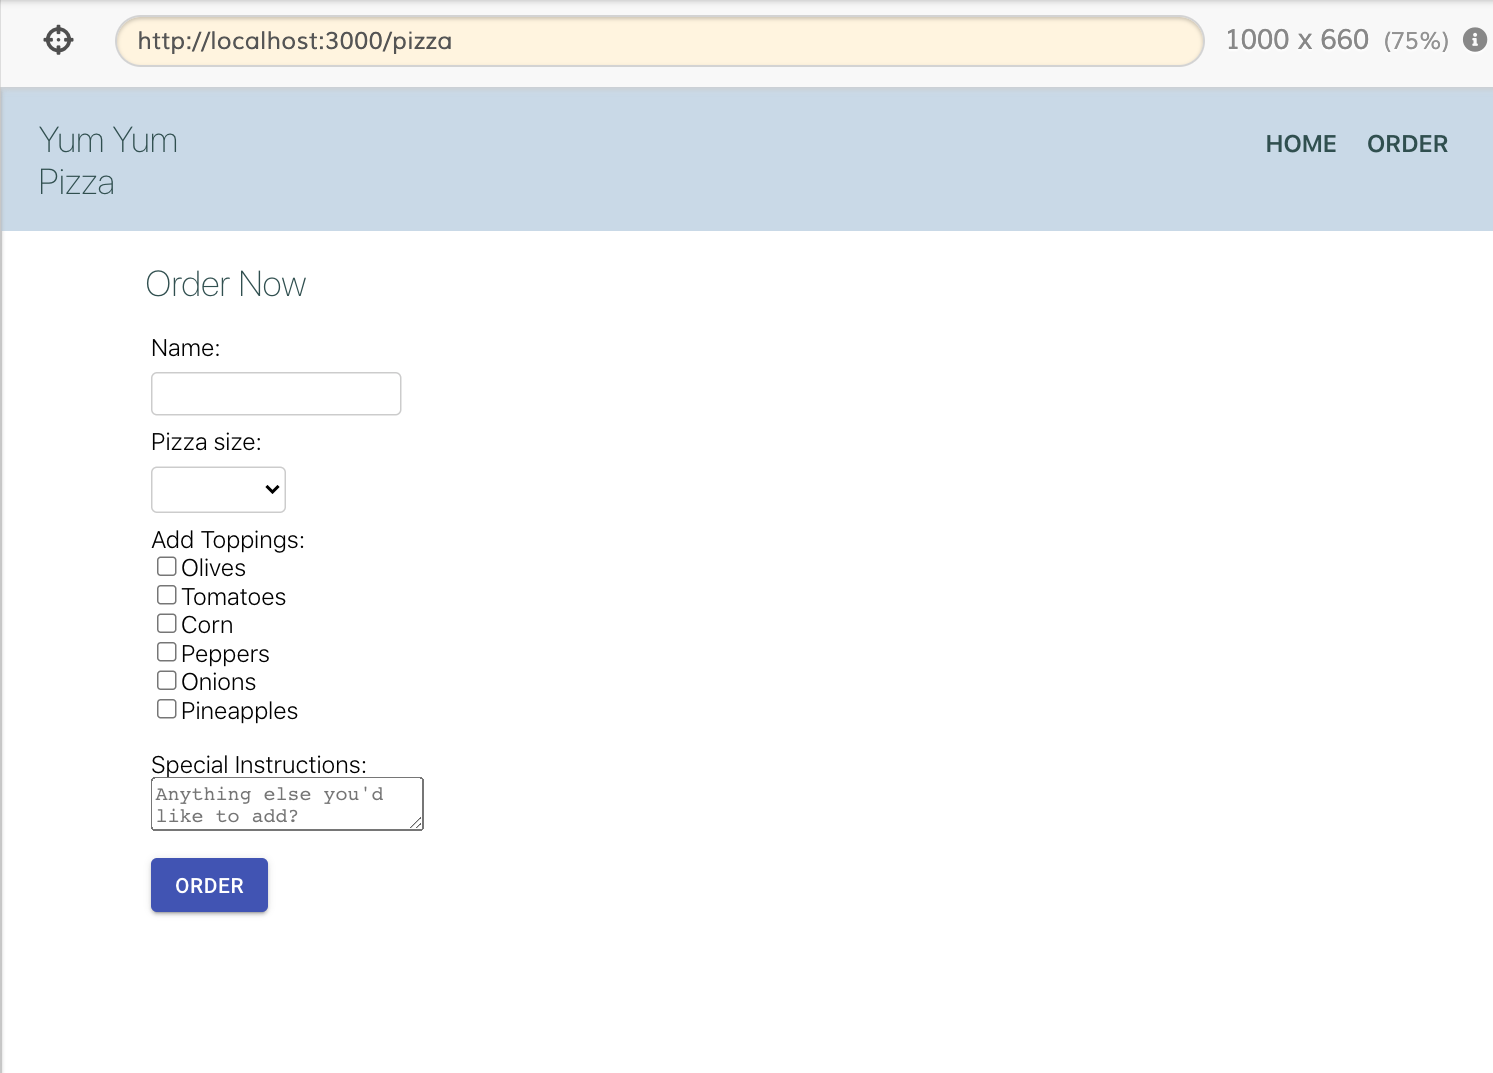 http://localhost:3000/pizza
1000 x 660 (75%)
Yum Yum
Pizza
HOME ORDER
Order Now
Name:
Pizza size:
Add Toppings:
Olives
Tomatoes
Corn
Peppers
Onions
Pineapples
Special Instructions:
Anything else you'd
like to add?
ORDER